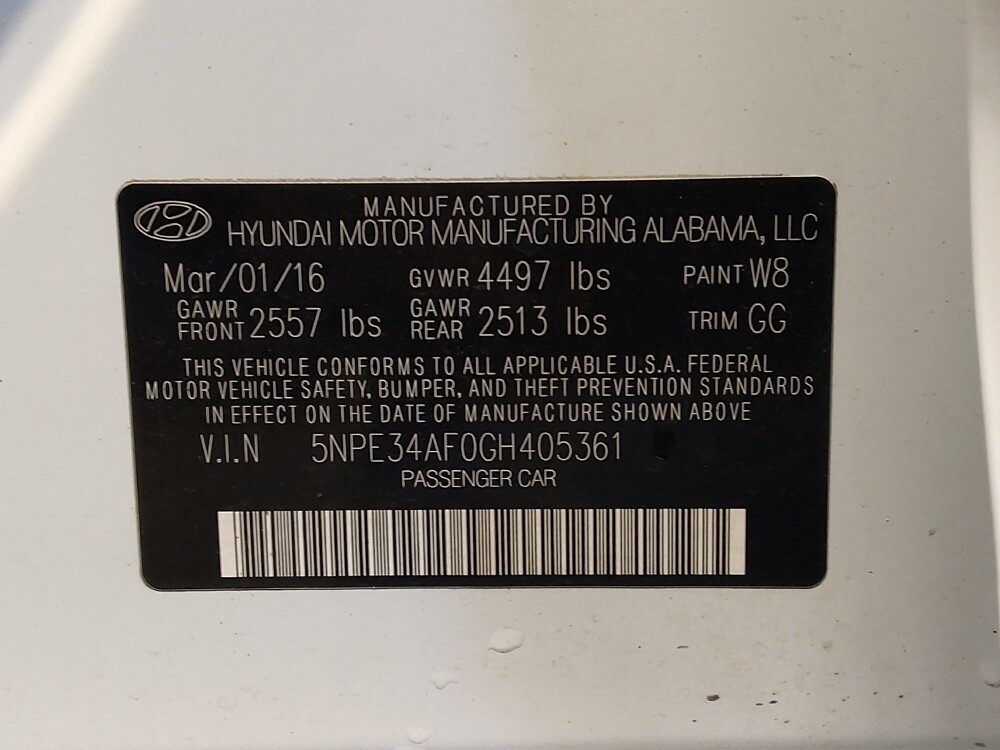 MANUFACTURED BY
HYUNDAI MOTOR MANUFACTURING ALABAMA, LLC
Mar/01/16 GVWR 4497 lbs PAINT W8
GAWR FRONT 2557 lbs GAWR REAR 2513 lbs TRIM GG
THIS VEHICLE CONFORMS TO ALL APPLICABLE U.S.A. FEDERAL
MOTOR VEHICLE SAFETY, BUMPER, AND THEFT PREVENTION STANDARDS
IN EFFECT ON THE DATE OF MANUFACTURE SHOWN ABOVE
V.I.N 5NPE34AF0GH405361
PASSENGER CAR